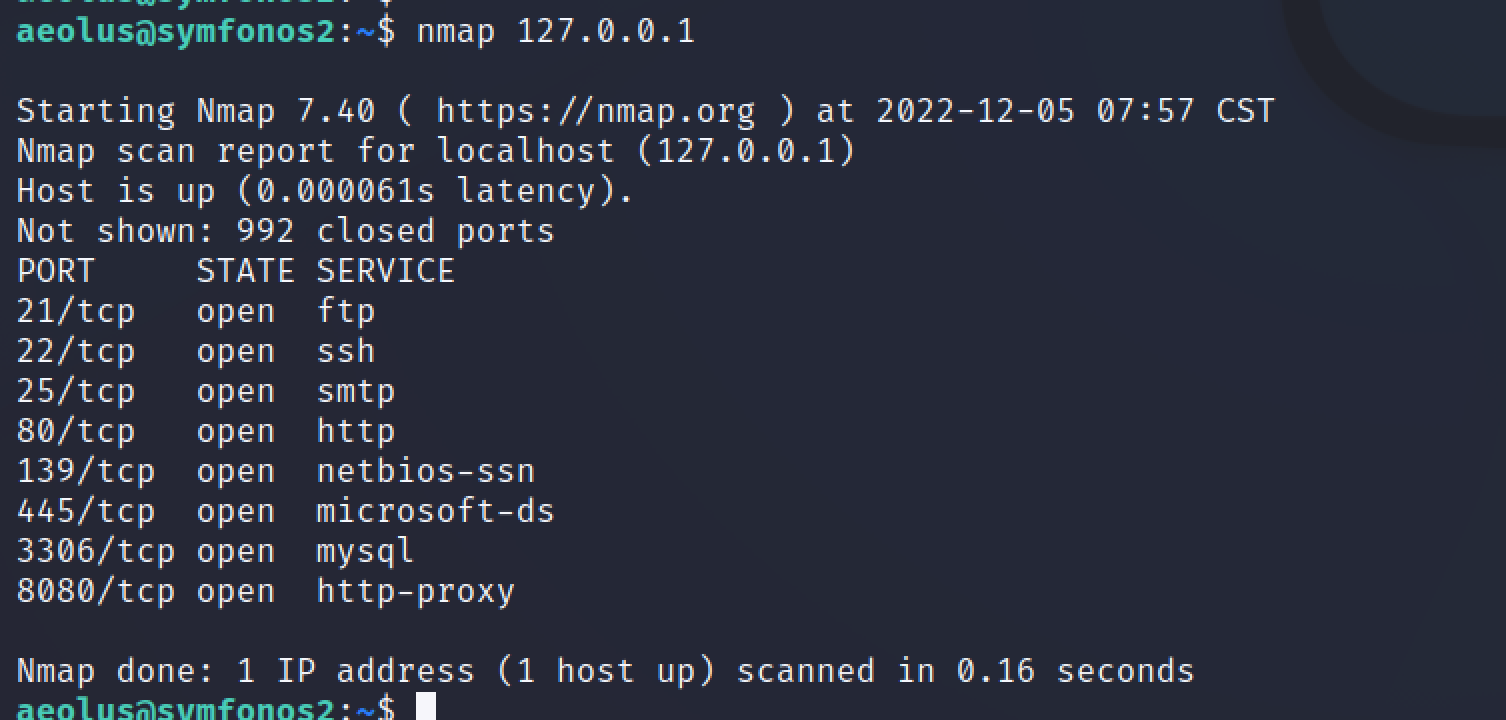 aeolus@symfonos2:~$
aeolus@symfonos2:~$ nmap 127.0.0.1
Starting Nmap 7.40 ( https://nmap.org ) at 2022-12-05 07:57 CST
Nmap scan report for localhost (127.0.0.1)
Host is up (0.000061s latency).
Not shown: 992 closed ports
PORT     STATE SERVICE
21/tcp   open  ftp
22/tcp   open  ssh
25/tcp   open  smtp
80/tcp   open  http
139/tcp  open  netbios-ssn
445/tcp  open  microsoft-ds
3306/tcp open  mysql
8080/tcp open  http-proxy
Nmap done: 1 IP address (1 host up) scanned in 0.16 seconds
aeolus@symfonos2:~$